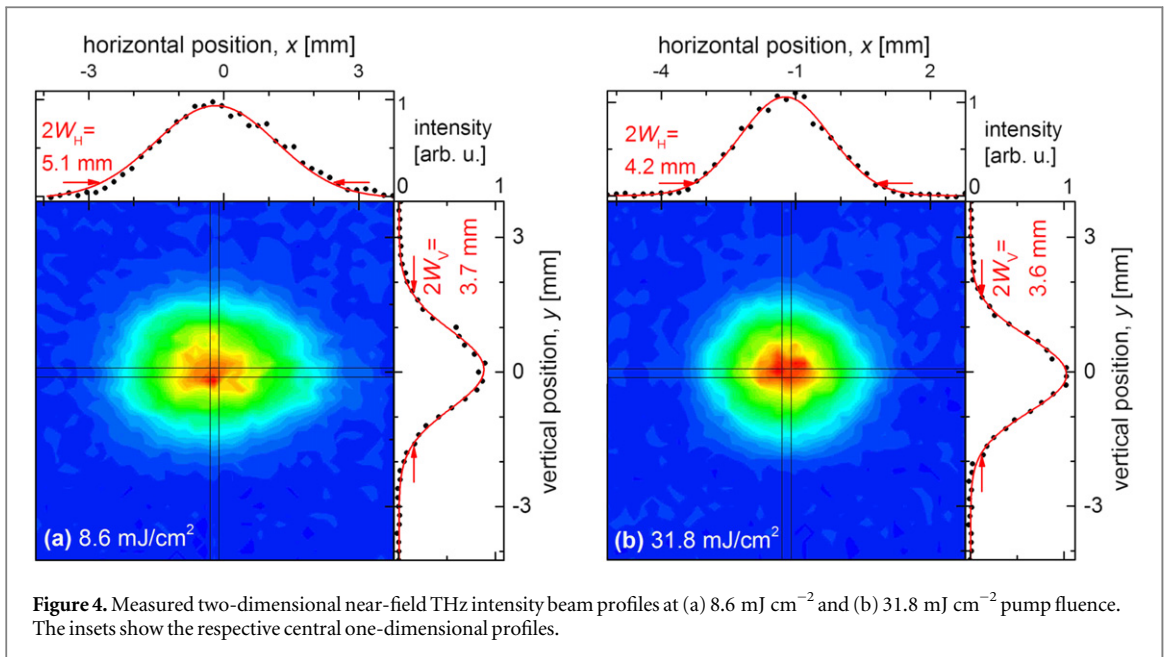 horizontal position, x [mm]
-3 0 3
2W_H=
5.1 mm
1
intensity
[arb. u.]
0 1
2W_V=
3.7 mm
3
0
-3
vertical position, y [mm]
(a) 8.6 mJ/cm²
horizontal position, x [mm]
-4 -1 2
2W_H=
4.2 mm
1
intensity
[arb. u.]
0 1
2W_V=
3.6 mm
3
0
-3
vertical position, y [mm]
(b) 31.8 mJ/cm²
Figure 4. Measured two-dimensional near-field THz intensity beam profiles at (a) 8.6 mJ cm⁻² and (b) 31.8 mJ cm⁻² pump fluence.
The insets show the respective central one-dimensional profiles.